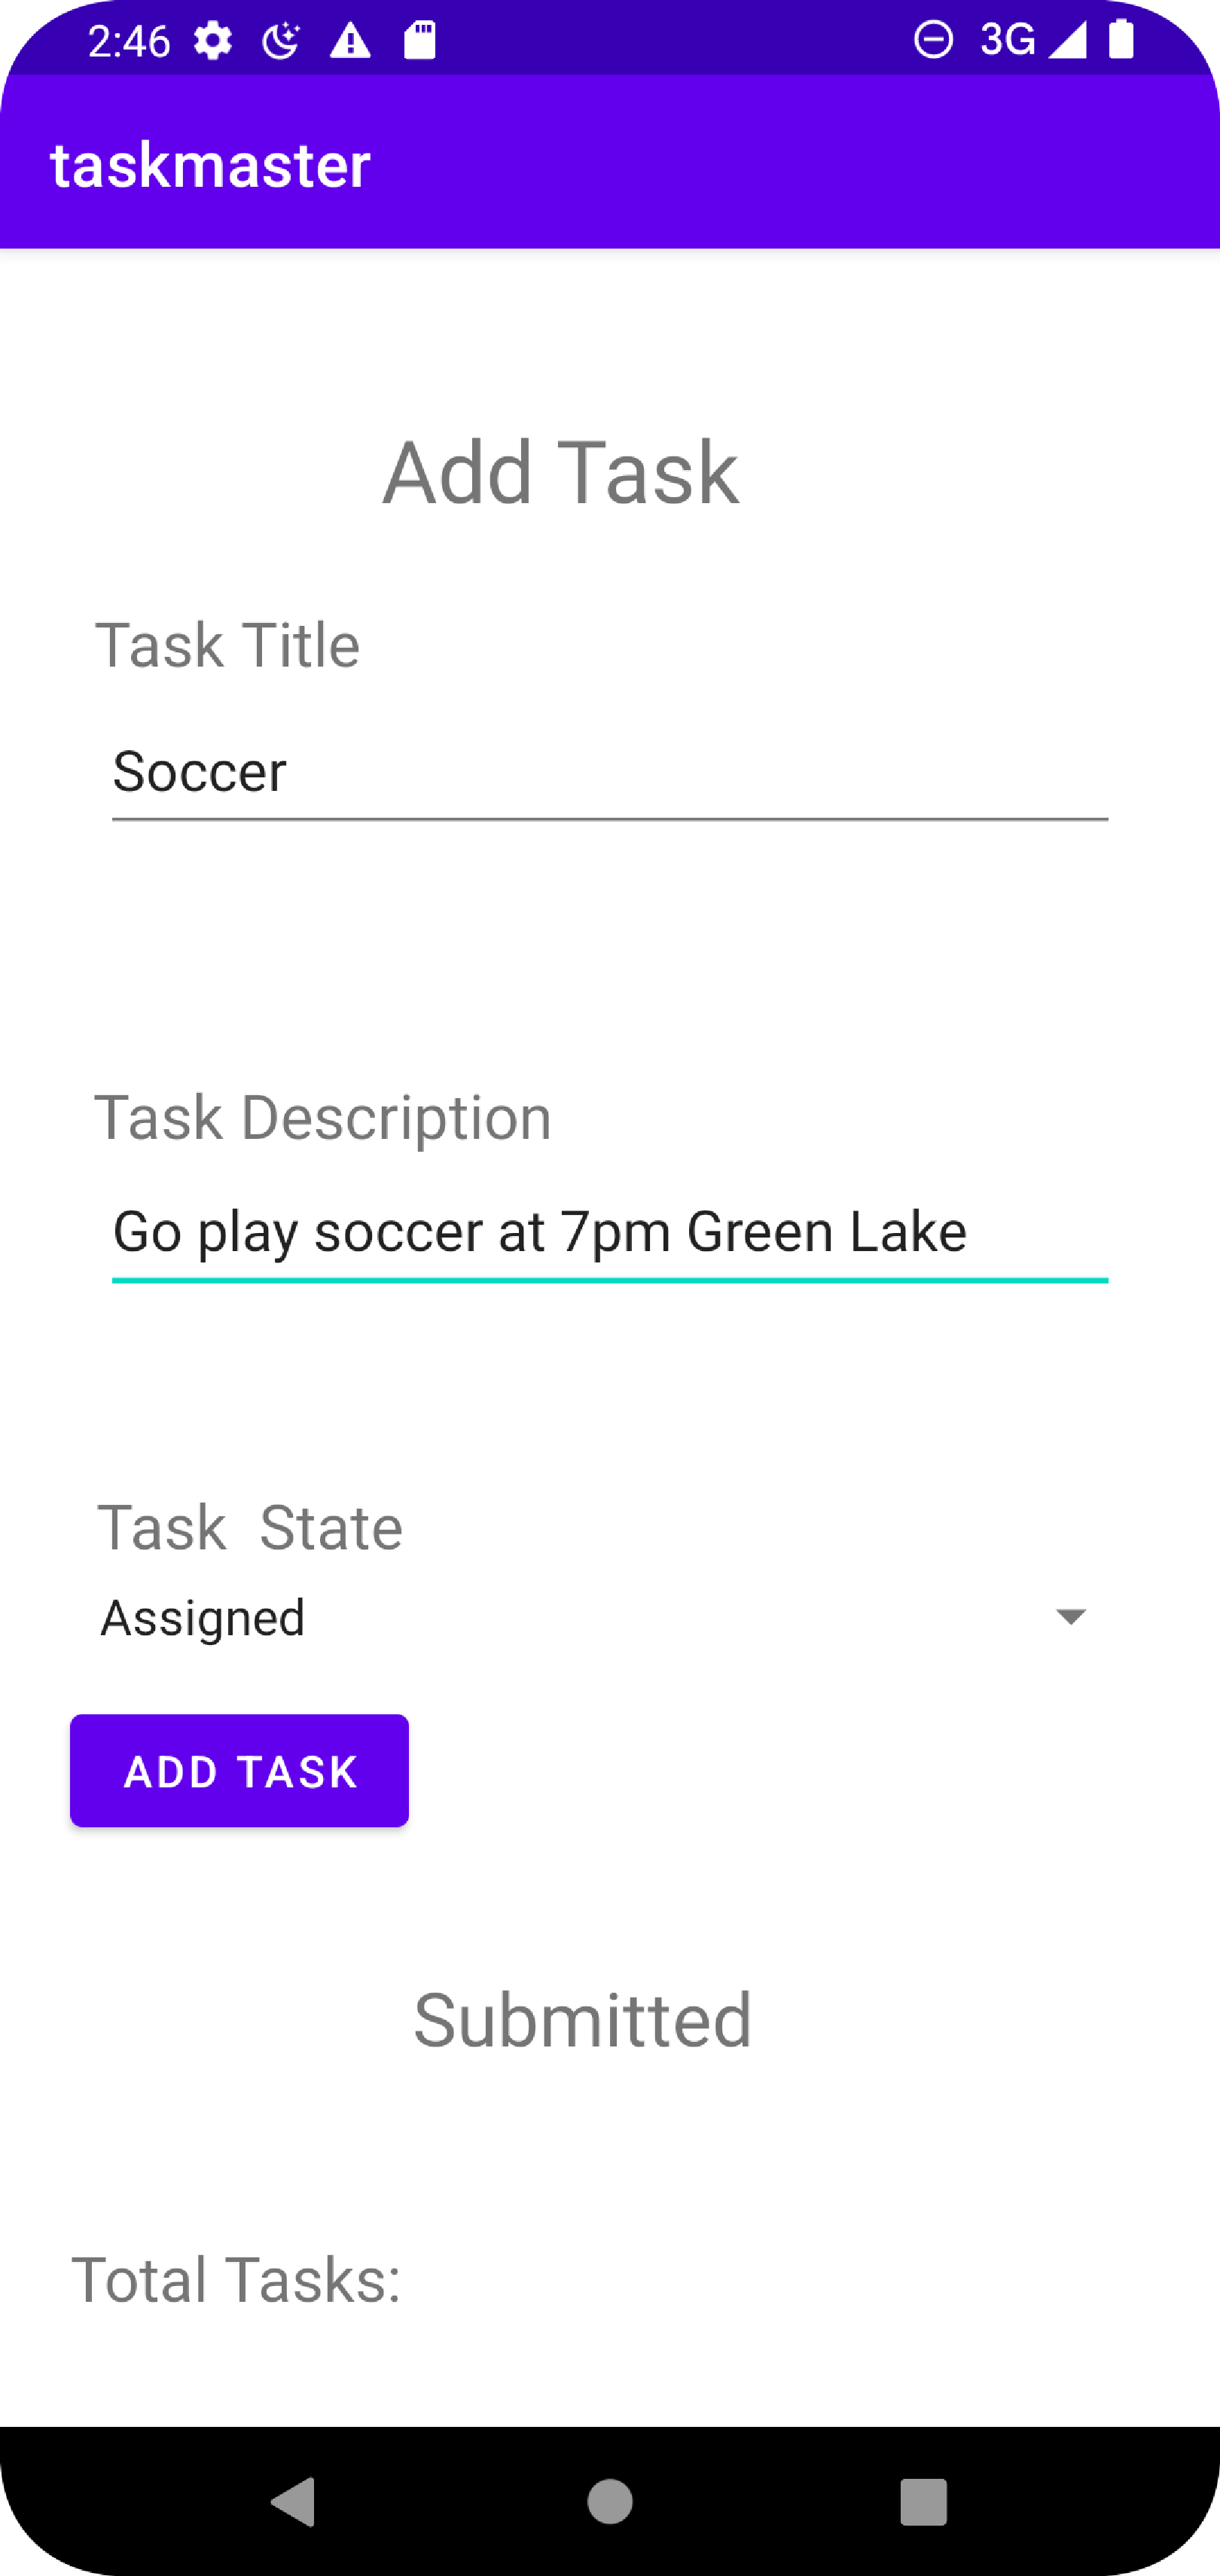 2:46 3G
taskmaster
Add Task
Task Title
Soccer
Task Description
Go play soccer at 7pm Green Lake
Task  State
Assigned
ADD TASK
Submitted
Total Tasks: